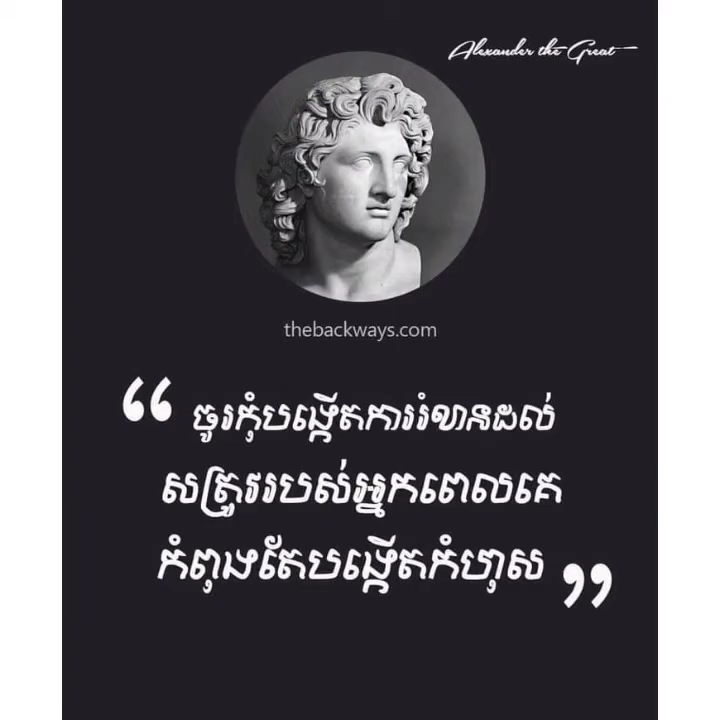 Alexander the Great
thebackways.com
“ ចូរកុំបង្កើតការរំខានដល់
សត្រូវរបស់អ្នកពេលគេ
កំពុងតែបង្កើតកំហុស ”